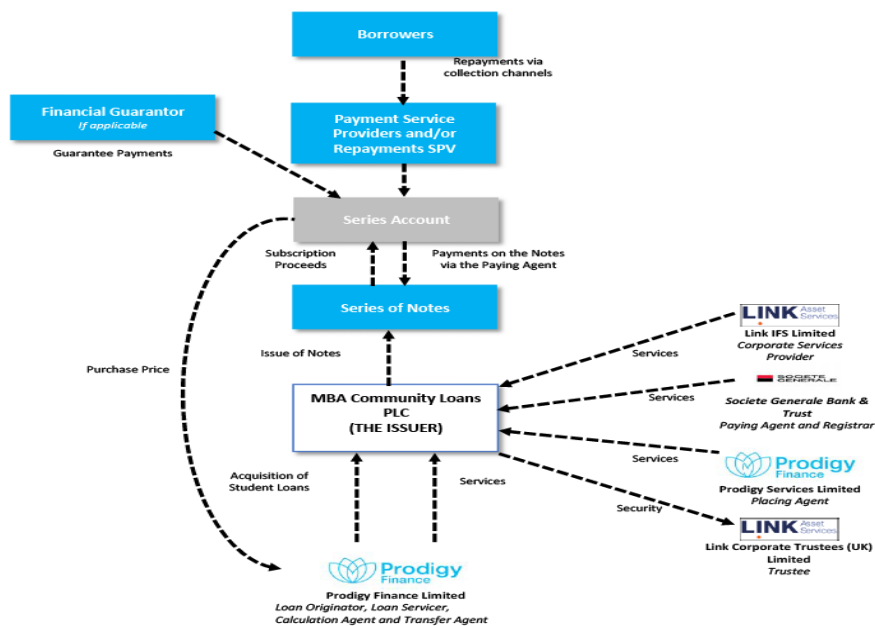 Borrowers
Repayments via
collection channels
Financial Guarantor
If applicable
Guarantee Payments
Payment Service
Providers and/or
Repayments SPV
Series Account
Subscription
Proceeds
Payments on the Notes
via the Paying Agent
Series of Notes
Purchase Price
Issue of Notes
MBA Community Loans
PLC
(THE ISSUER)
Services
LINK Asset
Services
Link IFS Limited
Corporate Services
Provider
Services
SOCIETE
GENERALE
Societe Generale Bank &
Trust
Paying Agent and Registrar
Services
Prodigy
Finance
Prodigy Services Limited
Placing Agent
Security
LINK Asset
Services
Link Corporate Trustees (UK)
Limited
Trustee
Acquisition of
Student Loans
Services
Prodigy
Finance
Prodigy Finance Limited
Loan Originator, Loan Servicer,
Calculation Agent and Transfer Agent